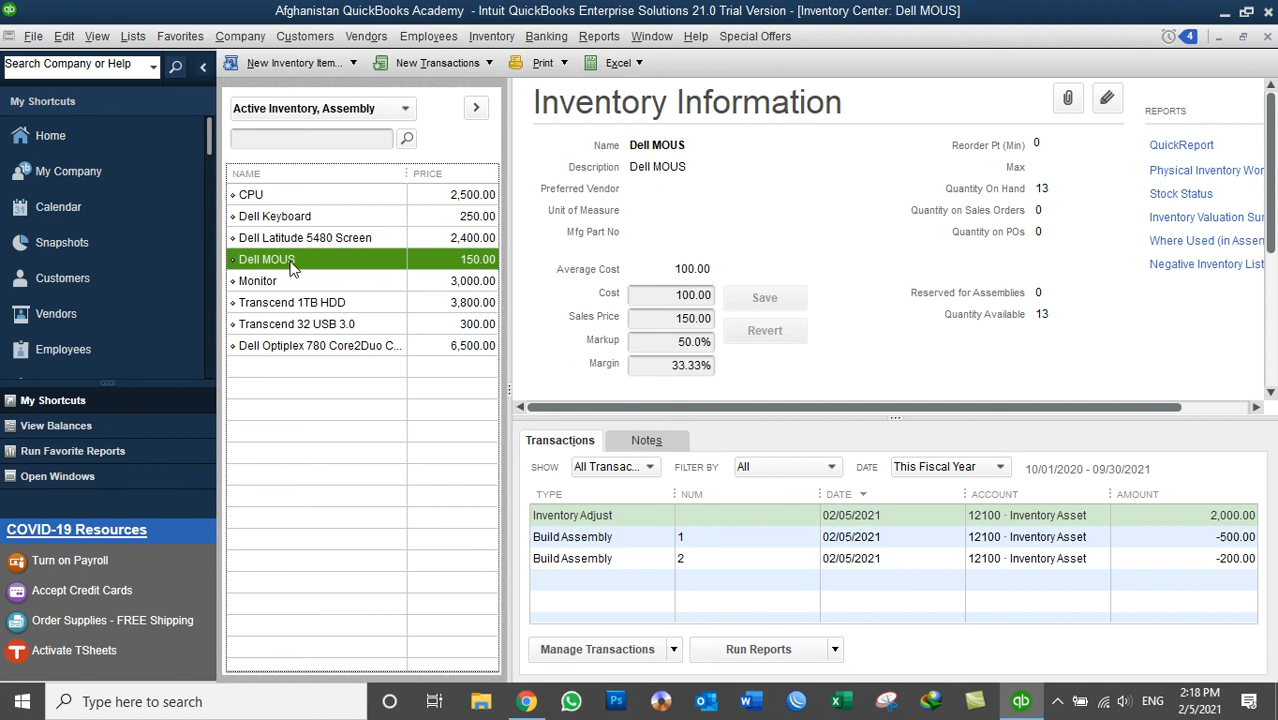 Afghanistan QuickBooks Academy - Intuit QuickBooks Enterprise Solutions 21.0 Trial Version - [Inventory Center: Dell MOUS]
File Edit View Lists Favorites Company Customers Vendors Employees Inventory Banking Reports Window Help Special Offers 4
Search Company or Help
New Inventory Item... New Transactions Print Excel
My Shortcuts
Home
My Company
Calendar
Snapshots
Customers
Vendors
Employees
My Shortcuts
View Balances
Run Favorite Reports
Open Windows
COVID-19 Resources
Turn on Payroll
Accept Credit Cards
Order Supplies - FREE Shipping
Activate TSheets
Active Inventory, Assembly
NAME PRICE
CPU 2,500.00
Dell Keyboard 250.00
Dell Latitude 5480 Screen 2,400.00
Dell MOUS 150.00
Monitor 3,000.00
Transcend 1TB HDD 3,800.00
Transcend 32 USB 3.0 300.00
Dell Optiplex 780 Core2Duo C... 6,500.00
Inventory Information
Name Dell MOUS
Description Dell MOUS
Preferred Vendor
Unit of Measure
Mfg Part No
Average Cost 100.00
Cost 100.00
Sales Price 150.00
Markup 50.0%
Margin 33.33%
Save
Revert
Reorder Pt (Min) 0
Max
Quantity On Hand 13
Quantity on Sales Orders 0
Quantity on POs 0
Reserved for Assemblies 0
Quantity Available 13
REPORTS
QuickReport
Physical Inventory Wor
Stock Status
Inventory Valuation Sur
Where Used (in Assen
Negative Inventory List
Transactions Notes
SHOW All Transac... FILTER BY All DATE This Fiscal Year 10/01/2020 - 09/30/2021
TYPE NUM DATE ACCOUNT AMOUNT
Inventory Adjust 02/05/2021 12100 · Inventory Asset 2,000.00
Build Assembly 1 02/05/2021 12100 · Inventory Asset -500.00
Build Assembly 2 02/05/2021 12100 · Inventory Asset -200.00
Manage Transactions Run Reports
Type here to search
ENG
2:18 PM
2/5/2021